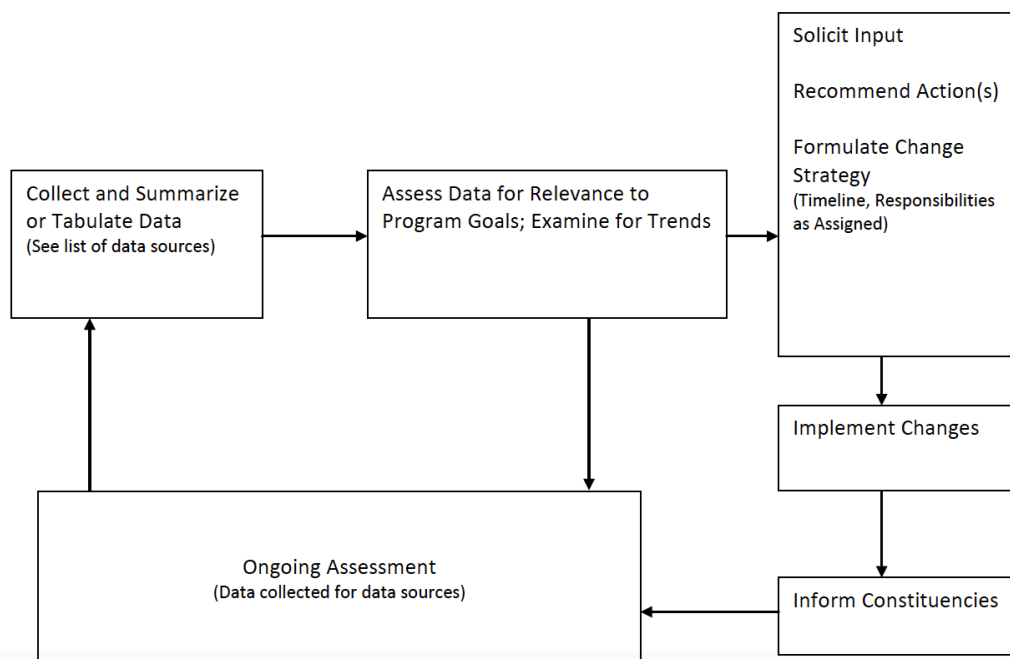 Collect and Summarize
or Tabulate Data
(See list of data sources)
Assess Data for Relevance to
Program Goals; Examine for Trends
Solicit Input
Recommend Action(s)
Formulate Change
Strategy
(Timeline, Responsibilities
as Assigned)
Implement Changes
Inform Constituencies
Ongoing Assessment
(Data collected for data sources)